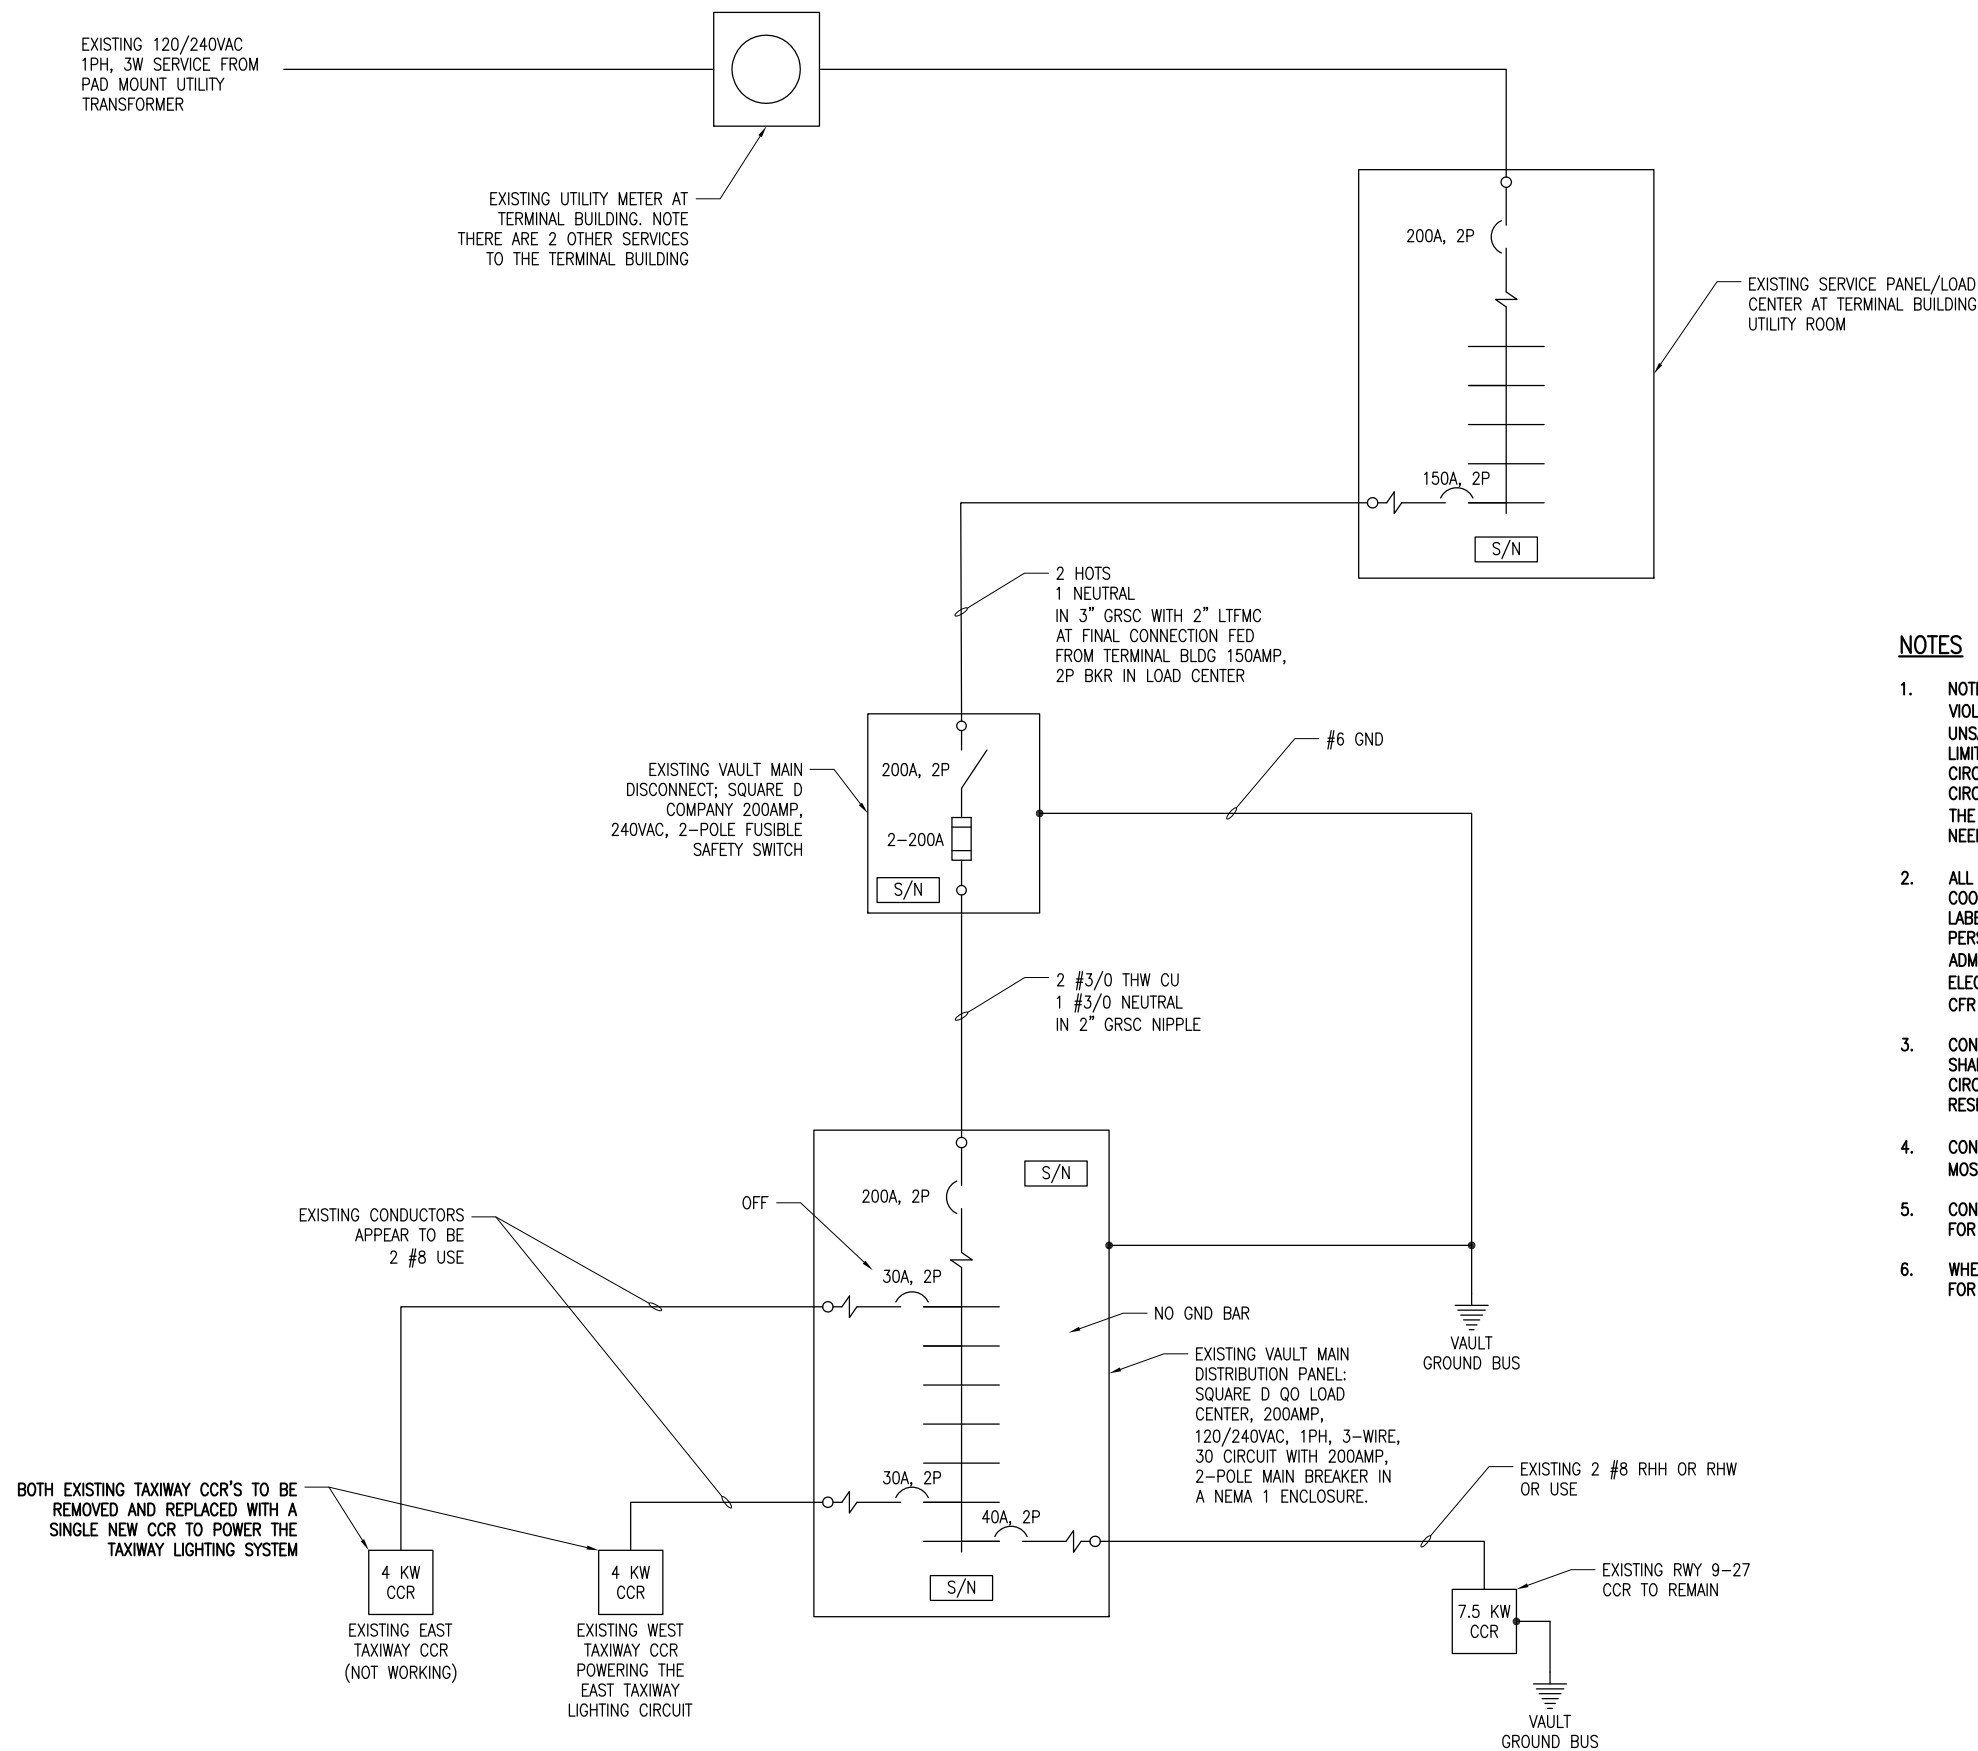 EXISTING 120/240VAC
1PH, 3W SERVICE FROM
PAD MOUNT UTILITY
TRANSFORMER
EXISTING UTILITY METER AT
TERMINAL BUILDING. NOTE
THERE ARE 2 OTHER SERVICES
TO THE TERMINAL BUILDING
200A, 2P
EXISTING SERVICE PANEL/LOAD
CENTER AT TERMINAL BUILDING
UTILITY ROOM
150A, 2P
S/N
2 HOTS
1 NEUTRAL
IN 3" GRSC WITH 2" LTFMC
AT FINAL CONNECTION FED
FROM TERMINAL BLDG 150AMP,
2P BKR IN LOAD CENTER
EXISTING VAULT MAIN
DISCONNECT; SQUARE D
COMPANY 200AMP,
240VAC, 2-POLE FUSIBLE
SAFETY SWITCH
200A, 2P
2-200A
S/N
#6 GND
2 #3/0 THW CU
1 #3/0 NEUTRAL
IN 2" GRSC NIPPLE
S/N
200A, 2P
OFF
EXISTING CONDUCTORS
APPEAR TO BE
2 #8 USE
30A, 2P
NO GND BAR
VAULT
GROUND BUS
EXISTING VAULT MAIN
DISTRIBUTION PANEL:
SQUARE D QO LOAD
CENTER, 200AMP,
120/240VAC, 1PH, 3-WIRE,
30 CIRCUIT WITH 200AMP,
2-POLE MAIN BREAKER IN
A NEMA 1 ENCLOSURE.
30A, 2P
40A, 2P
S/N
EXISTING 2 #8 RHH OR RHW
OR USE
BOTH EXISTING TAXIWAY CCR'S TO BE
REMOVED AND REPLACED WITH A
SINGLE NEW CCR TO POWER THE
TAXIWAY LIGHTING SYSTEM
4 KW
CCR
EXISTING EAST
TAXIWAY CCR
(NOT WORKING)
4 KW
CCR
EXISTING WEST
TAXIWAY CCR
POWERING THE
EAST TAXIWAY
LIGHTING CIRCUIT
EXISTING RWY 9-27
CCR TO REMAIN
7.5 KW
CCR
VAULT
GROUND BUS
NOTES
1.
2. ALL
3.
4.
5.
FOR
6.
FOR
THE
CFR